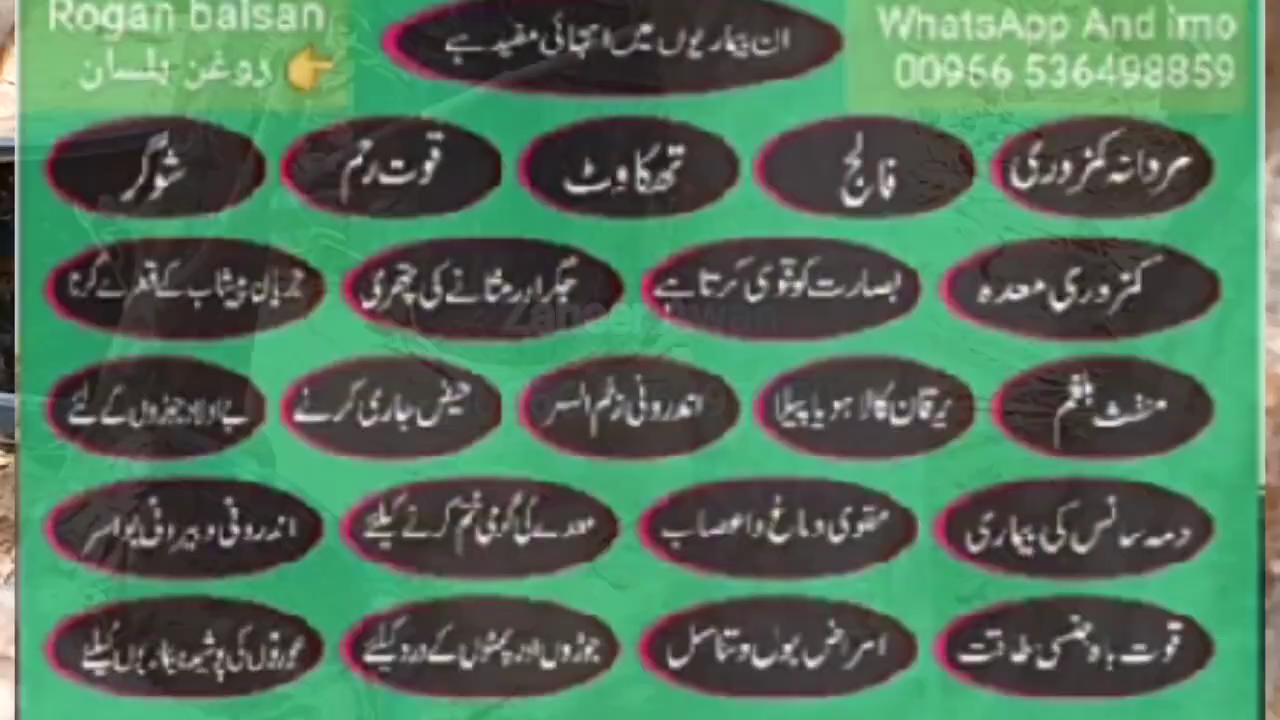 Rogan balsan,
روغن بلسان 👉
ان بیماریوں میں انتہائی مفید ہے
WhatsApp And imo
00966 536498859
مردانہ کمزوری
فالج
تھکاوٹ
قوت رحم
شوگر
کمزوری معدہ
بصارت کو قوی کرتا ہے
جگر اور مثانے کی پتھری
جریان پیشاب کے قطرے گرنا
منفث بلغم
یرقان کالا ہو یا پیلا
اندرونی زخم السر
حیض جاری کرنے
بے اولاد جوڑوں کے لئے
دمہ سانس کی بیماری
مقوی دماغ و اعصاب
معدے کی گرمی ختم کرنے کیلئے
اندرونی و بیرونی بواسیر
قوت باہ جنسی طاقت
امراض بول و تناسل
جوڑوں اور پٹھوں کے درد کیلئے
عورتوں کی پوشیدہ بیماریوں کیلئے
Zaheer Awan